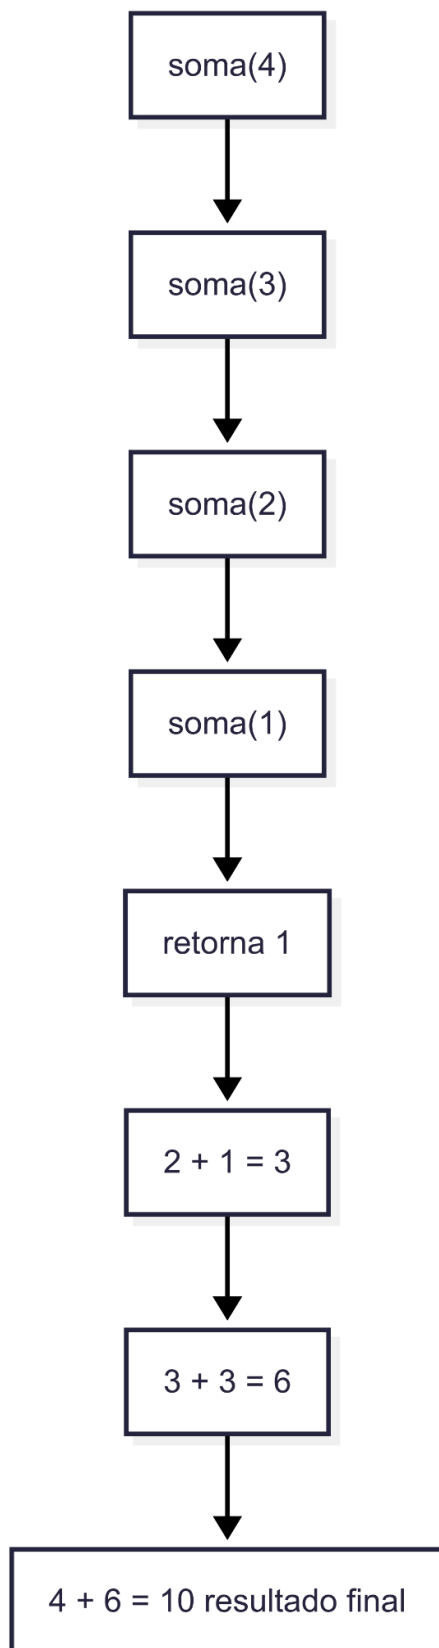 soma(4)
soma(3)
soma(2)
soma(1)
retorna 1
2 + 1 = 3
3 + 3 = 6
4 + 6 = 10 resultado final